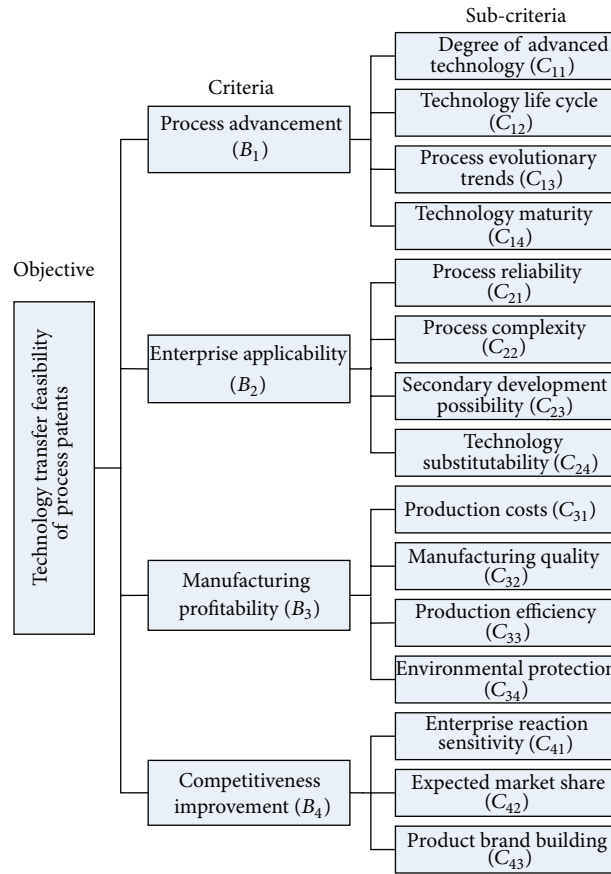 Sub-criteria
Degree of advanced
technology (C11)
Criteria
Technology life cycle
(C12)
Process advancement
(B1)
Process evolutionary
trends (C13)
Technology maturity
(C14)
Objective
Process reliability
(C21)
Technology transfer feasibility
of process patents
Enterprise applicability
(B2)
Process complexity
(C22)
Secondary development
possibility (C23)
Technology
substitutability (C24)
Production costs (C31)
Manufacturing
profitability (B3)
Manufacturing quality
(C32)
Production efficiency
(C33)
Environmental protection
(C34)
Enterprise reaction
sensitivity (C41)
Competitiveness
improvement (B4)
Expected market share
(C42)
Product brand building
(C43)